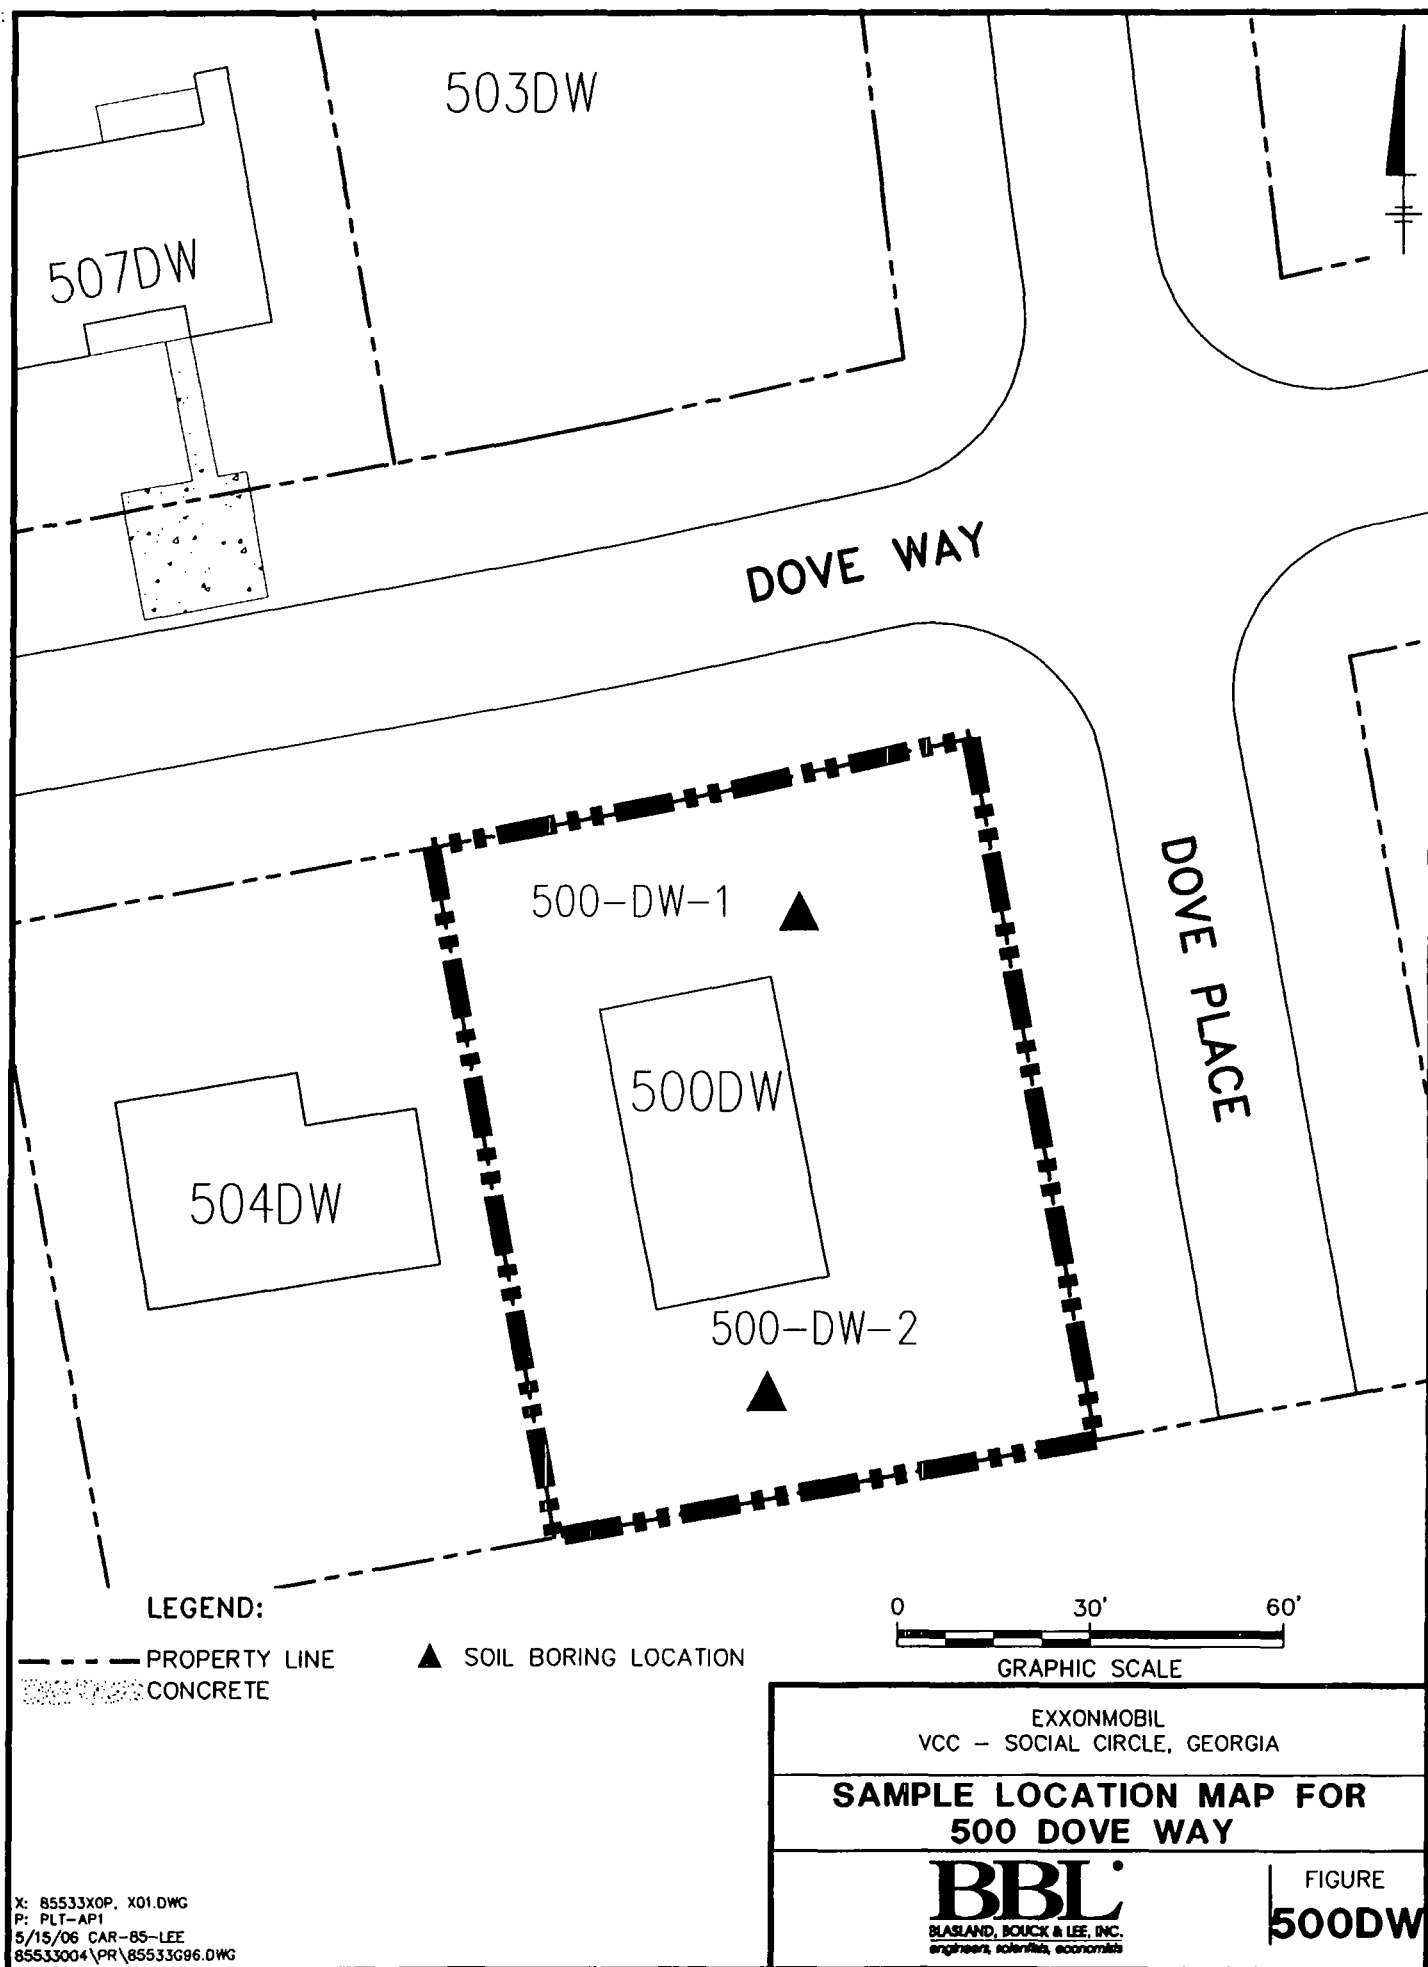 503DW
507DW
DOVE WAY
DOVE PLACE
500-DW-1
500DW
504DW
500-DW-2
LEGEND:
PROPERTY LINE
SOIL BORING LOCATION
CONCRETE
0 30' 60'
GRAPHIC SCALE
EXXONMOBIL
VCC - SOCIAL CIRCLE, GEORGIA
SAMPLE LOCATION MAP FOR
500 DOVE WAY
BBL
BLASLAND, BOUCK & LEE, INC.
engineers, scientists, economists
FIGURE
500DW
X: 85533X0P, X01.DWG
P: PLT-AP1
5/15/06 CAR-85-LEE
85533004\PR\85533G96.DWG